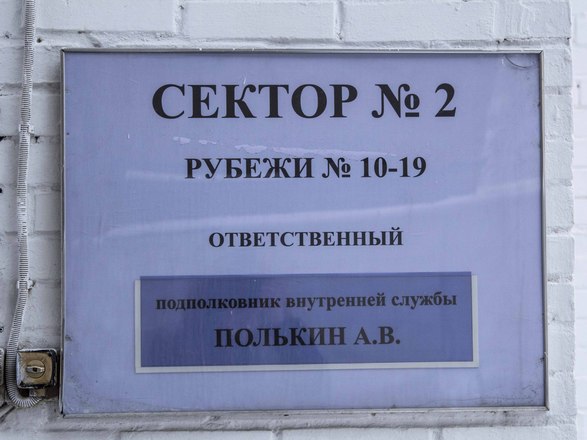 СЕКТОР № 2
РУБЕЖИ № 10-19
ОТВЕТСТВЕННЫЙ
подполковник внутренней службы
ПОЛЬКИН А.В.